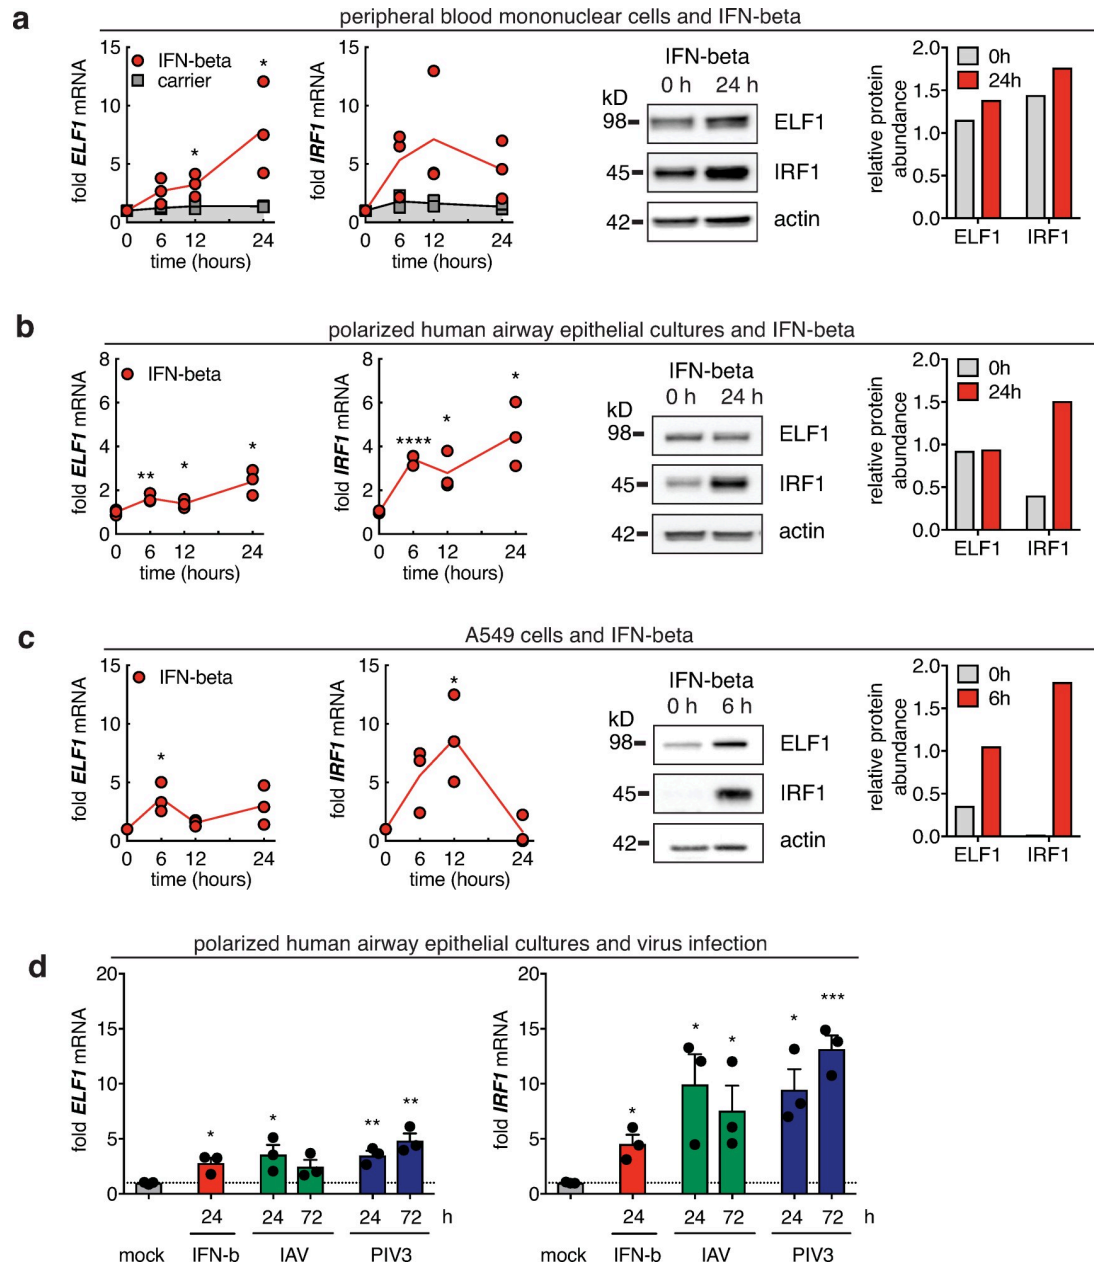 a
peripheral blood mononuclear cells and IFN-beta
fold ELF1 mRNA
15
10
5
0
IFN-beta
carrier
*
*
0 6 12 24
time (hours)
fold IRF1 mRNA
15
10
5
0
0 6 12 24
time (hours)
IFN-beta
0 h 24 h
kD
98 ELF1
45 IRF1
42 actin
relative protein
abundance
2.0
1.5
1.0
0.5
0.0
0h
24h
ELF1 IRF1
b
polarized human airway epithelial cultures and IFN-beta
fold ELF1 mRNA
8
6
4
2
0
IFN-beta
** * *
0 6 12 24
time (hours)
fold IRF1 mRNA
8
6
4
2
0
**** * *
0 6 12 24
time (hours)
IFN-beta
0 h 24 h
kD
98 ELF1
45 IRF1
42 actin
relative protein
abundance
2.0
1.5
1.0
0.5
0.0
0h
24h
ELF1 IRF1
c
A549 cells and IFN-beta
fold ELF1 mRNA
15
10
5
0
IFN-beta
*
0 6 12 24
time (hours)
fold IRF1 mRNA
15
10
5
0
*
0 6 12 24
time (hours)
IFN-beta
0 h 6 h
kD
98 ELF1
45 IRF1
42 actin
relative protein
abundance
2.0
1.5
1.0
0.5
0.0
0h
6h
ELF1 IRF1
d
polarized human airway epithelial cultures and virus infection
fold ELF1 mRNA
20
15
10
5
0
* * ** **
24 24 72 24 72 h
mock IFN-b IAV PIV3
fold IRF1 mRNA
20
15
10
5
0
* * * * ***
24 24 72 24 72 h
mock IFN-b IAV PIV3